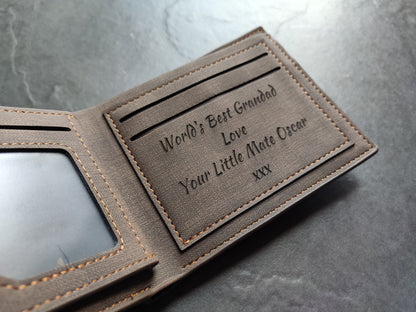 World's Best Grandad
Love
Your Little Mate Oscar
xxx